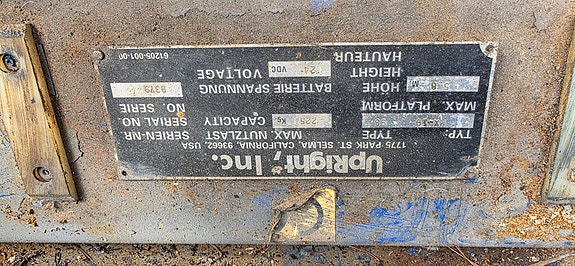 UpRight, Inc.
1775 PARK ST. SELMA, CALIFORNIA, 93662, USA
TYP:
TYPE
MAX. NUTZLAST
CAPACITY
225 Kg
SERIEN-NR
SERIAL NO.
NO. SERIE
MAX. PLATFORM
HÖHE
HEIGHT
HAUTEUR
M
BATTERIE SPANNUNG
VOLTAGE
24 VDC
61205-001-00